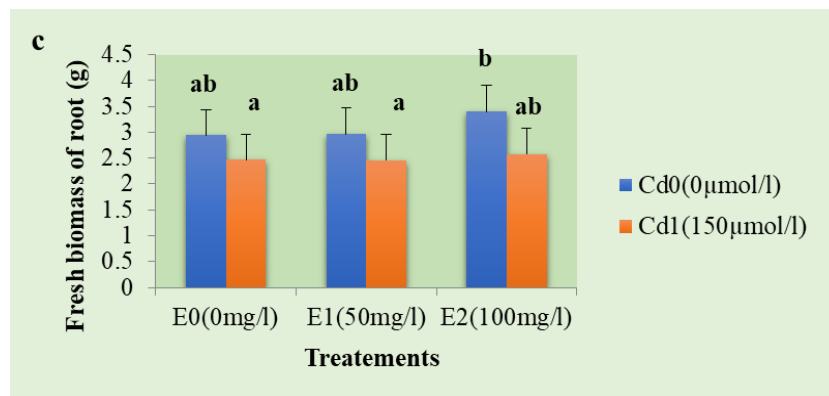 c
Fresh biomass of root (g)
4.5
4
3.5
3
2.5
2
1.5
1
0.5
0
ab
a
ab
a
b
ab
E0(0mg/l)
E1(50mg/l)
E2(100mg/l)
Treatements
Cd0(0µmol/l)
Cd1(150µmol/l)